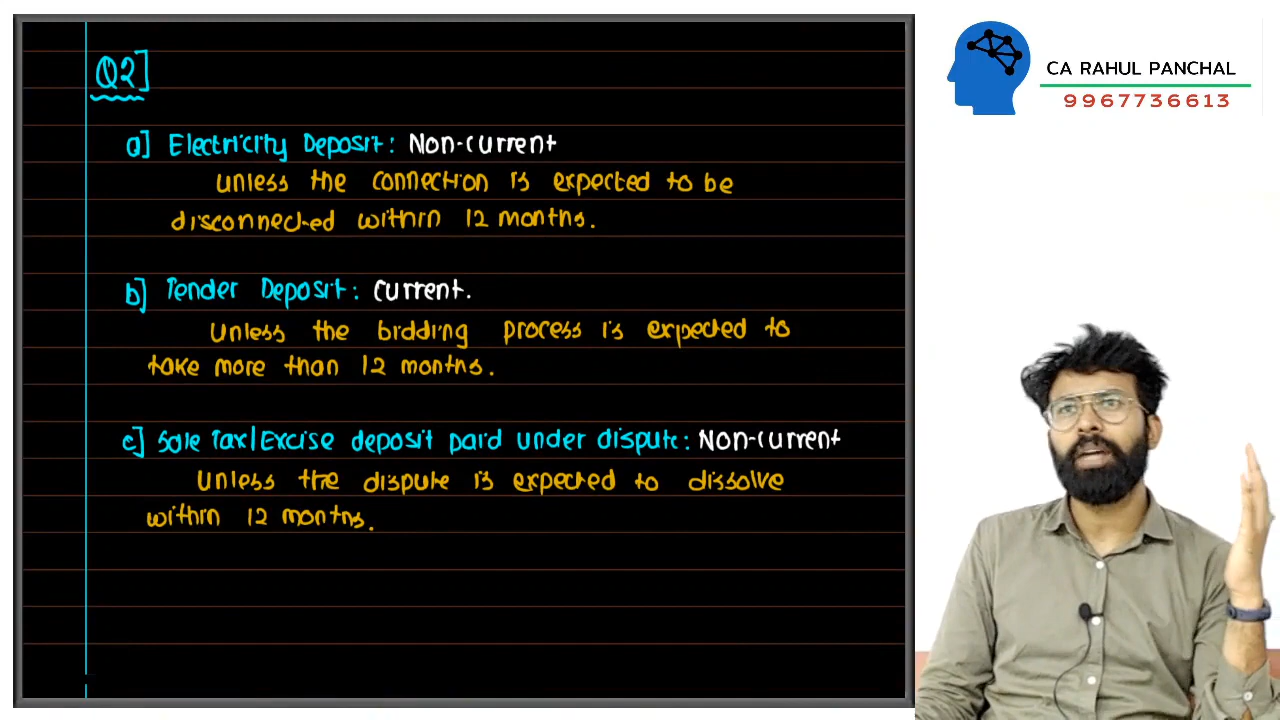 Q2]
a] Electricity Deposit: Non-current
unless the connection is expected to be
disconnected within 12 months.
b] Tender Deposit: Current.
Unless the bidding process is expected to
take more than 12 months.
c] Sale Tax/Excise deposit paid under dispute: Non-current
Unless the dispute is expected to dissolve
within 12 months.
CA RAHUL PANCHAL
9967736613